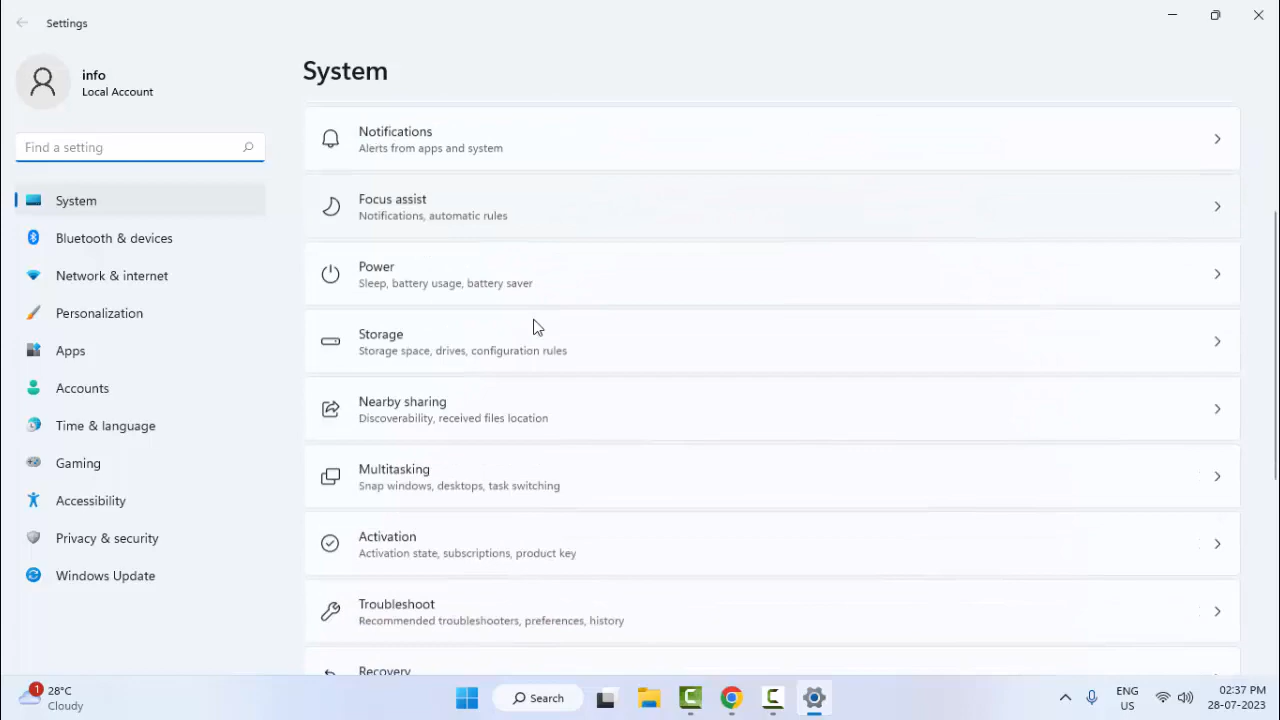 Settings
info
Local Account
Find a setting
System
Bluetooth & devices
Network & internet
Personalization
Apps
Accounts
Time & language
Gaming
Accessibility
Privacy & security
Windows Update
System
Notifications
Alerts from apps and system
Focus assist
Notifications, automatic rules
Power
Sleep, battery usage, battery saver
Storage
Storage space, drives, configuration rules
Nearby sharing
Discoverability, received files location
Multitasking
Snap windows, desktops, task switching
Activation
Activation state, subscriptions, product key
Troubleshoot
Recommended troubleshooters, preferences, history
Recovery
1
28°C
Cloudy
Search
ENG
US
02:37 PM
28-07-2023